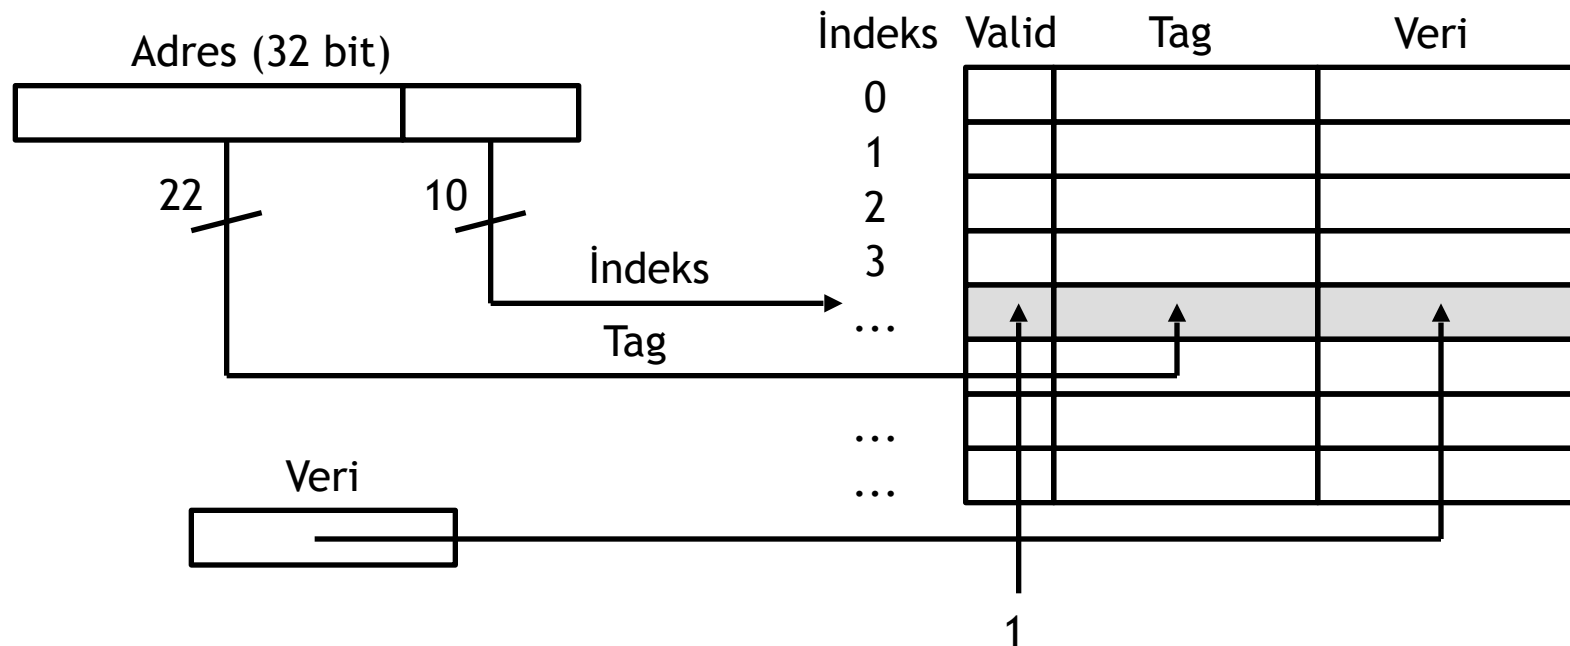 Adres (32 bit)
22
10
İndeks
Tag
Veri
İndeks Valid Tag Veri
0
1
2
3
...
...
...
1